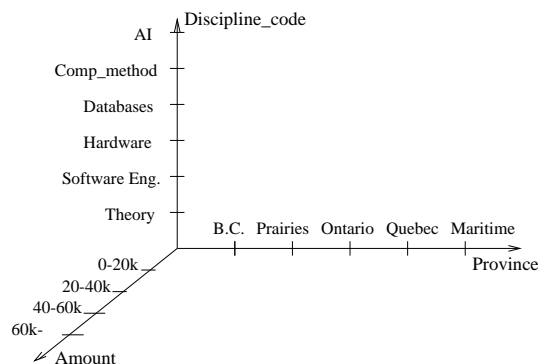 Discipline_code
AI
Comp_method
Databases
Hardware
Software Eng.
Theory
B.C. Prairies Ontario Quebec Maritime
Province
0-20k
20-40k
40-60k
60k-
Amount